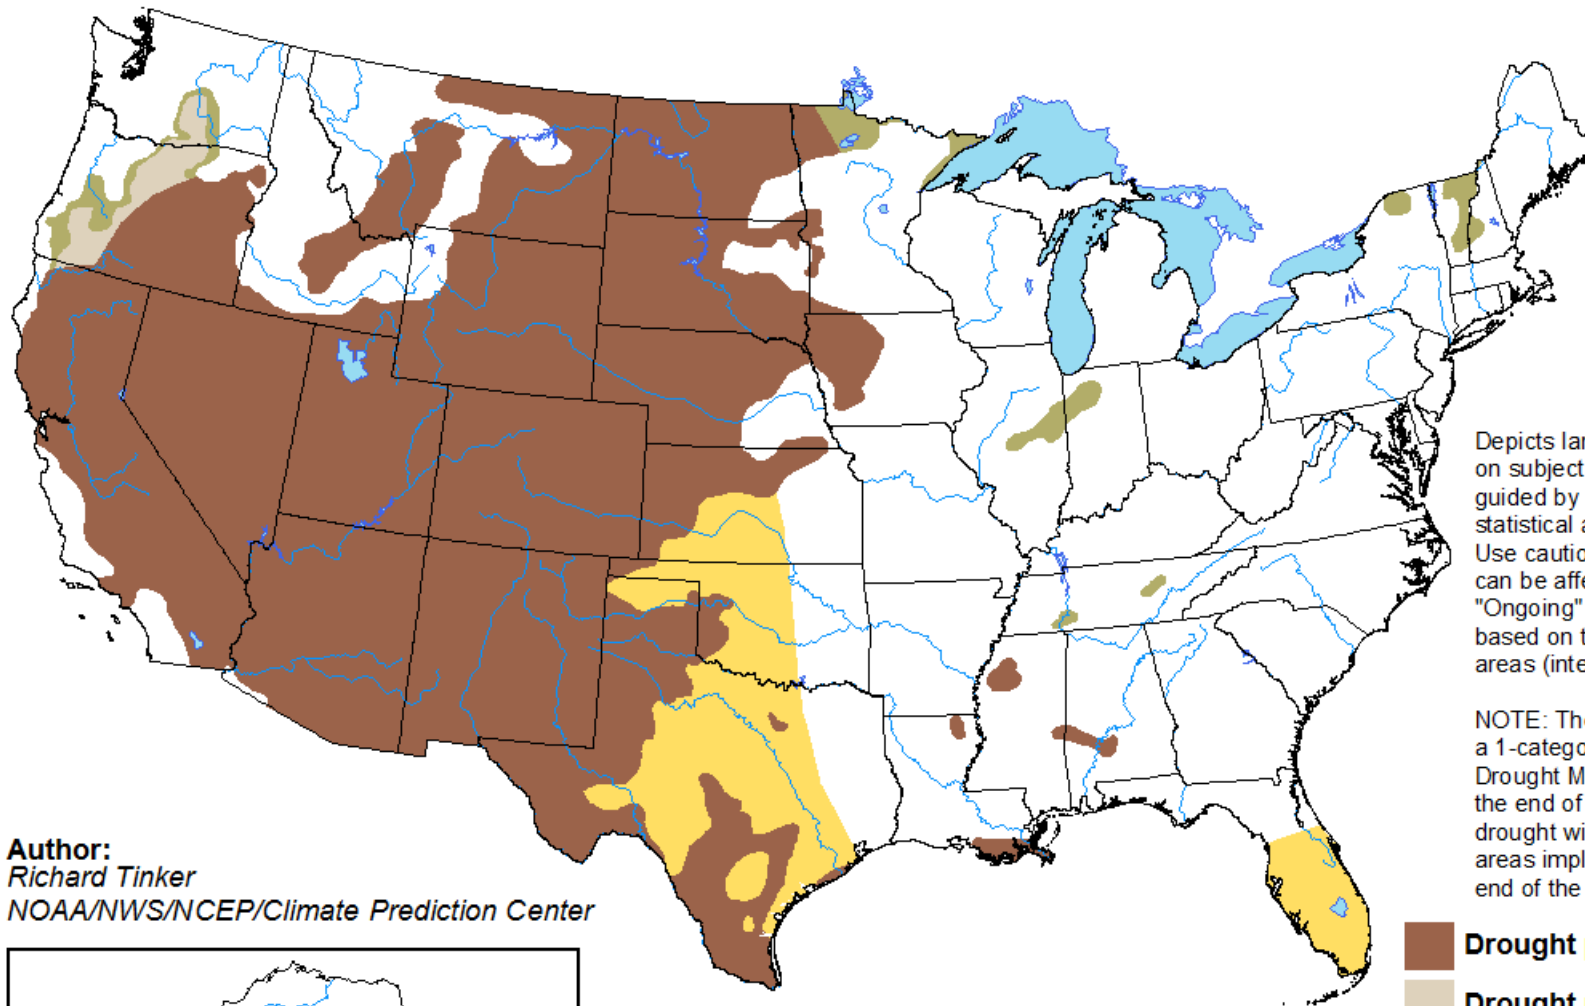 Depicts lar
on subject
guided by
statistical a
Use cautio
can be affe
"Ongoing"
based on t
areas (inte
NOTE: The
a 1-catego
Drought M
the end of
drought wi
areas impl
end of the
Author:
Richard Tinker
NOAA/NWS/NCEP/Climate Prediction Center
Drought
Drought